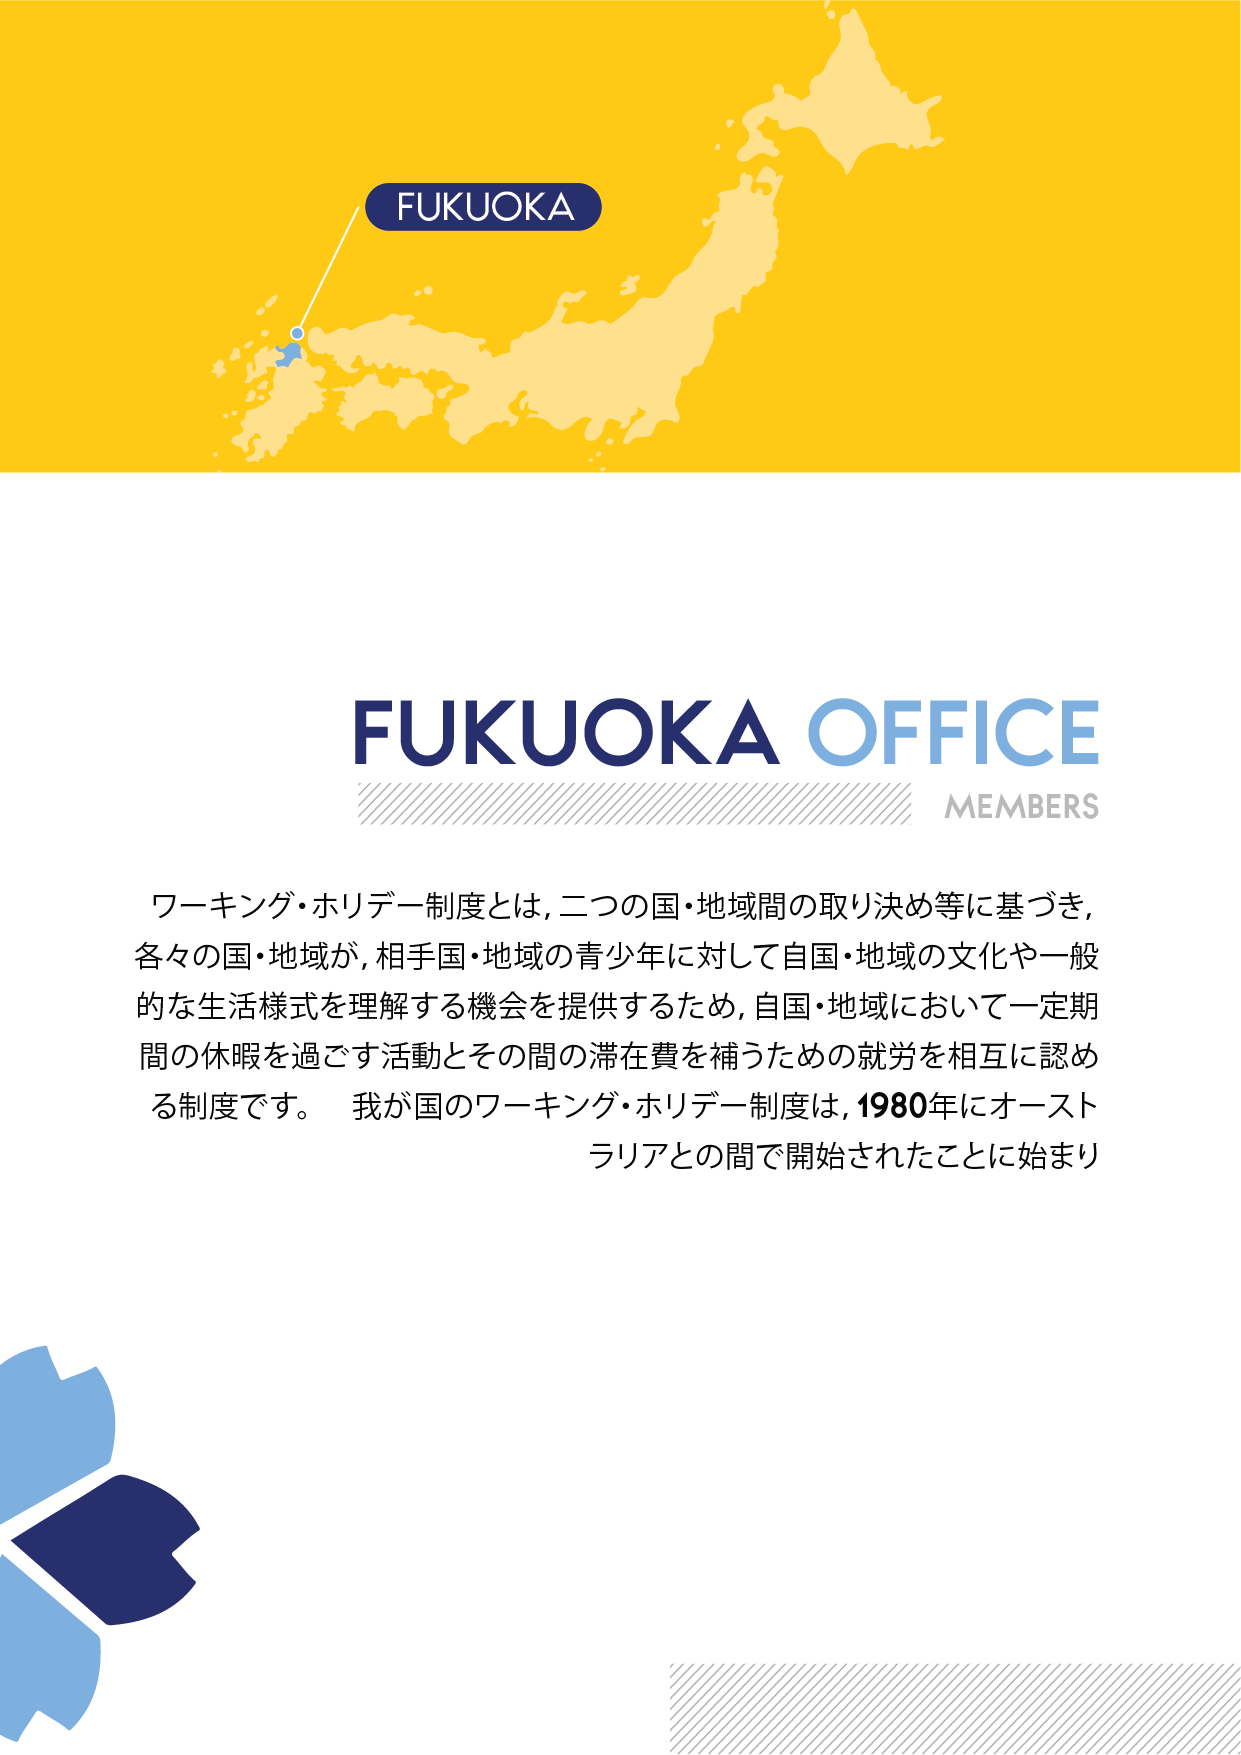 FUKUOKA
FUKUOKA OFFICE
MEMBERS
ワーキング・ホリデー制度とは, 二つの国・地域間の取り決め等に基づき,
各々の国・地域が, 相手国・地域の青少年に対して自国・地域の文化や一般
的な生活様式を理解する機会を提供するため, 自国・地域において一定期
間の休暇を過ごす活動とその間の滞在費を補うための就労を相互に認め
る制度です。　我が国のワーキング・ホリデー制度は, 1980年にオースト
ラリアとの間で開始されたことに始まり